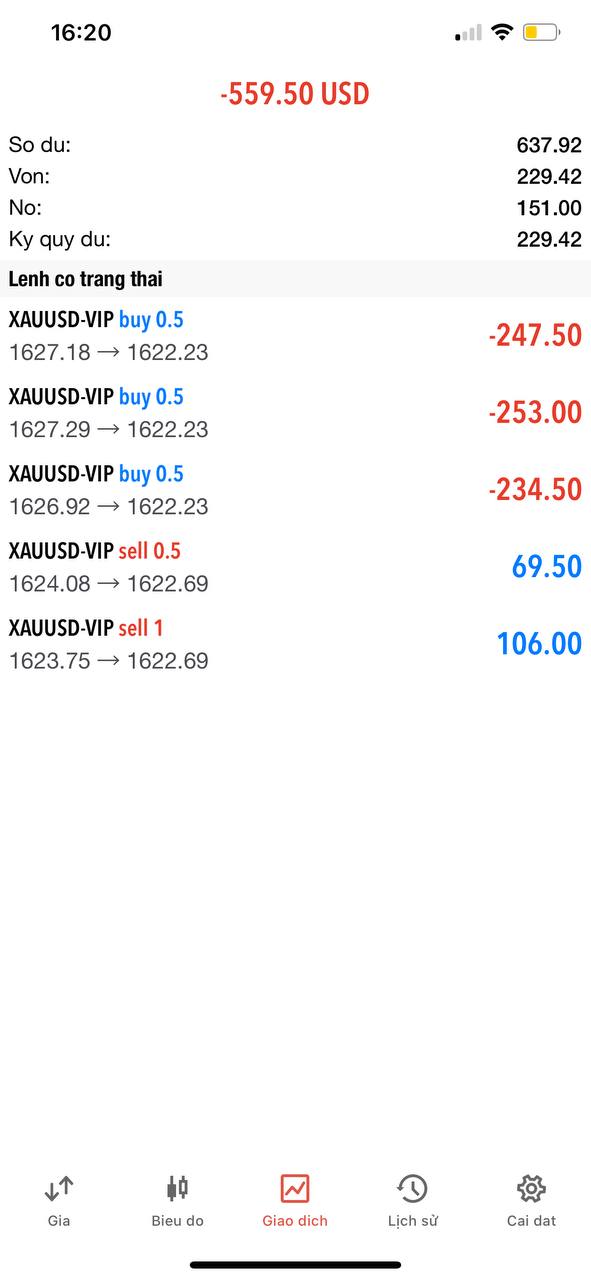 16:20
-559.50 USD
So du: 637.92
Von: 229.42
No: 151.00
Ky quy du: 229.42
Lenh co trang thai
XAUUSD-VIP buy 0.5
1627.18 → 1622.23 -247.50
XAUUSD-VIP buy 0.5
1627.29 → 1622.23 -253.00
XAUUSD-VIP buy 0.5
1626.92 → 1622.23 -234.50
XAUUSD-VIP sell 0.5
1624.08 → 1622.69 69.50
XAUUSD-VIP sell 1
1623.75 → 1622.69 106.00
Gia Bieu do Giao dich Lịch sử Cai dat